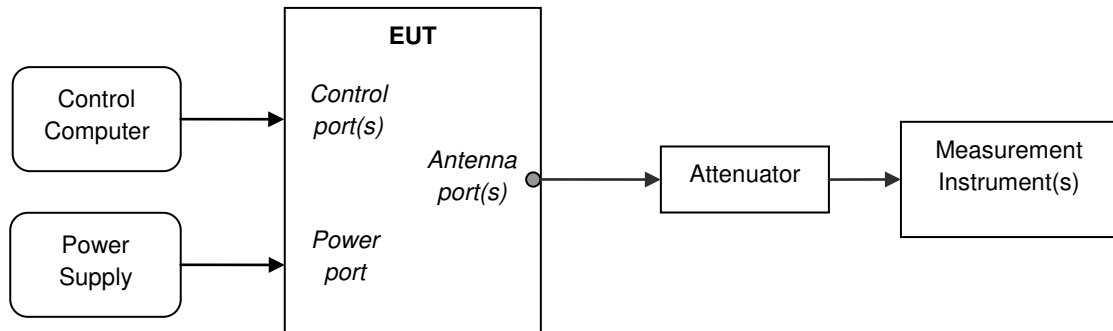 EUT
Control
Computer
Control
port(s)
Antenna
port(s)
Attenuator
Measurement
Instrument(s)
Power
Supply
Power
port